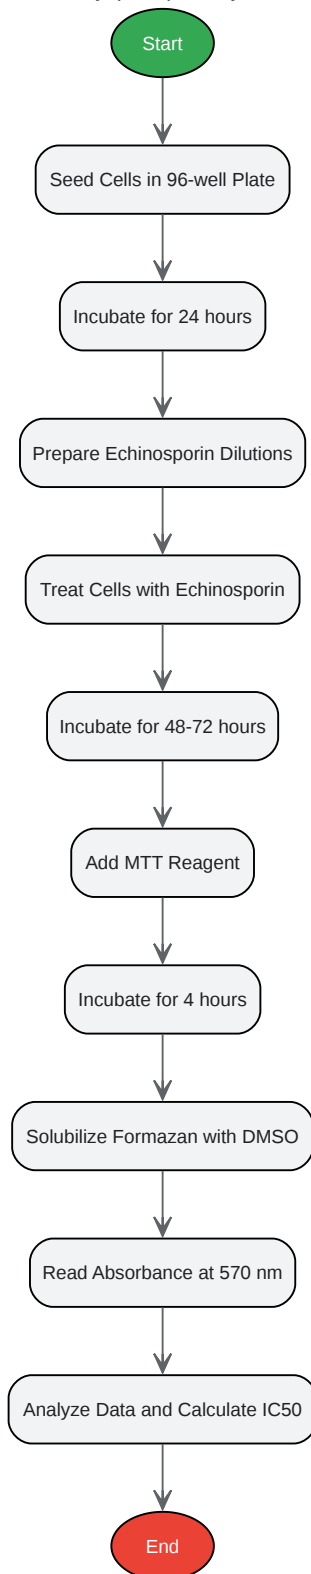 Start
Seed Cells in 96-well Plate
Incubate for 24 hours
Prepare Echinosporin Dilutions
Treat Cells with Echinosporin
Incubate for 48-72 hours
Add MTT Reagent
Incubate for 4 hours
Solubilize Formazan with DMSO
Read Absorbance at 570 nm
Analyze Data and Calculate IC50
End